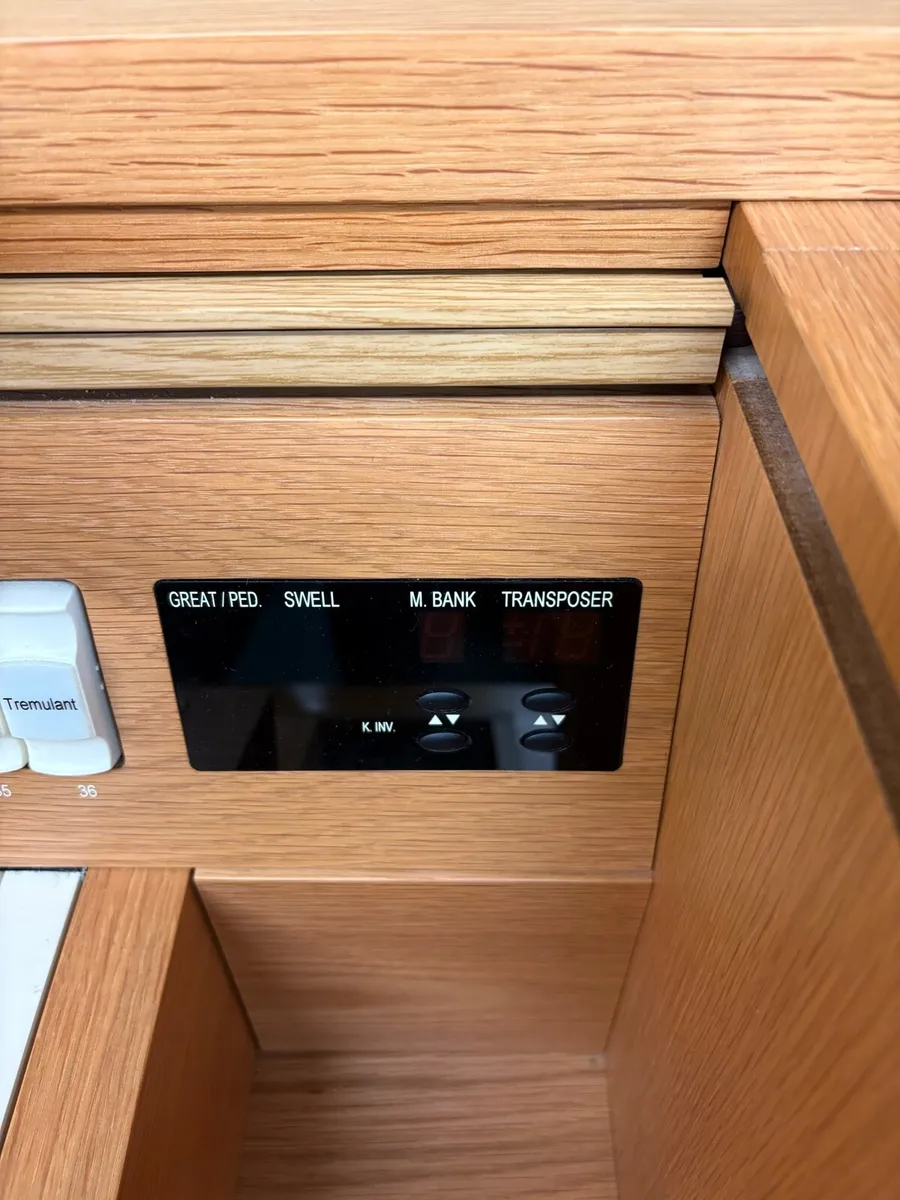 GREAT / PED. SWELL M. BANK TRANSPOSER
Tremulant
K. INV. ▲▼ ▲▼
36